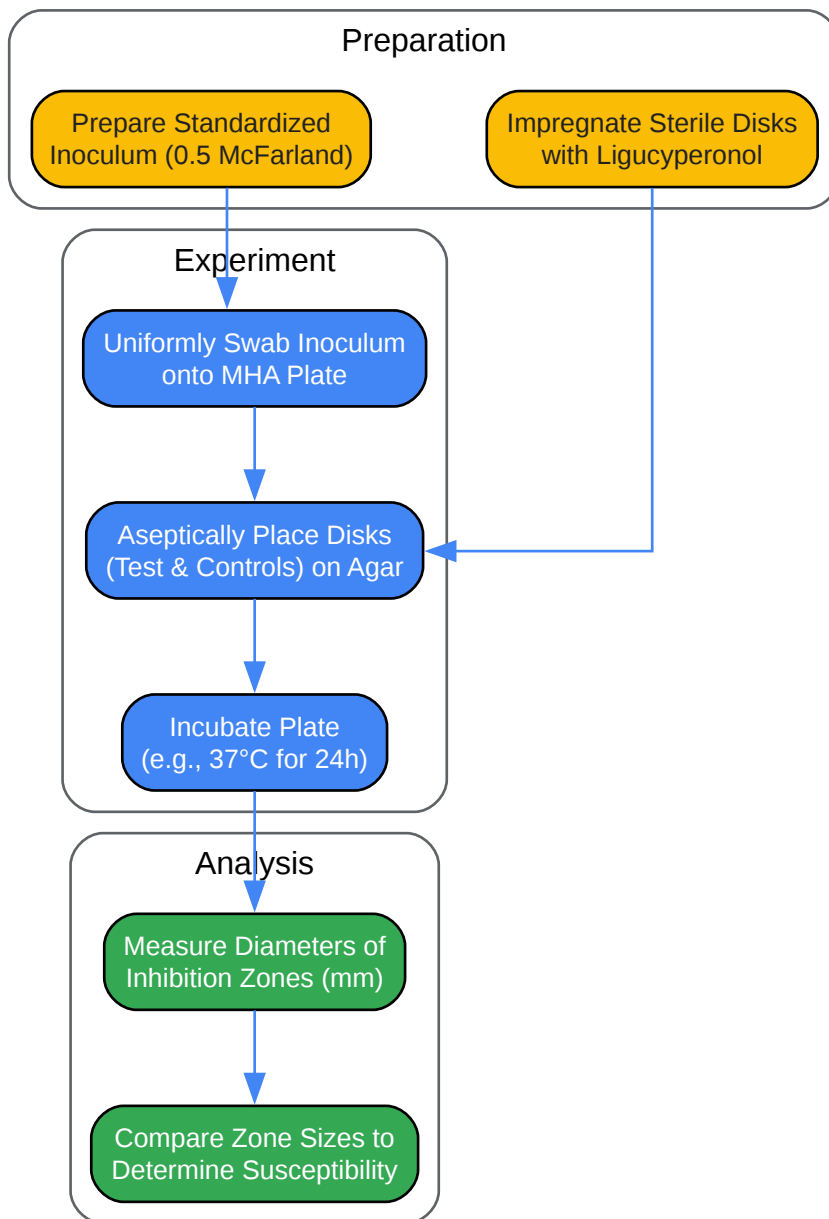 Preparation
Prepare Standardized
Inoculum (0.5 McFarland)
Impregnate Sterile Disks
with Ligucyperonol
Experiment
Uniformly Swab Inoculum
onto MHA Plate
Aseptically Place Disks
(Test & Controls) on Agar
Incubate Plate
(e.g., 37°C for 24h)
Analysis
Measure Diameters of
Inhibition Zones (mm)
Compare Zone Sizes to
Determine Susceptibility